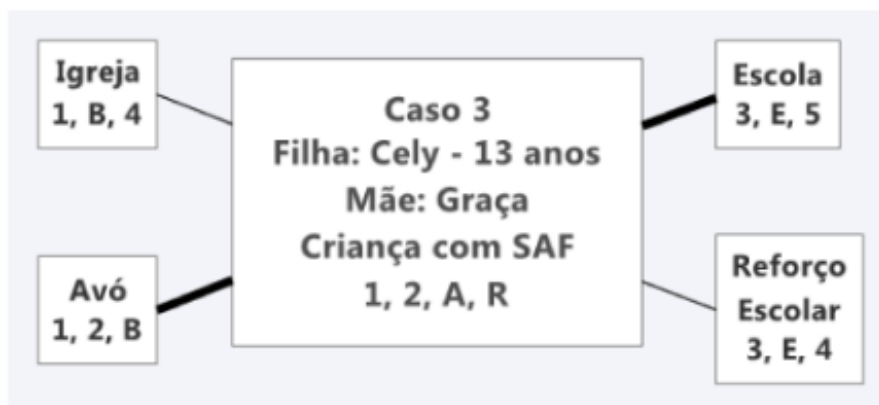 Igreja
1, B, 4
Caso 3
Filha: Cely - 13 anos
Mãe: Graça
Criança com SAF
1, 2, A, R
Escola
3, E, 5
Avó
1, 2, B
Reforço
Escolar
3, E, 4